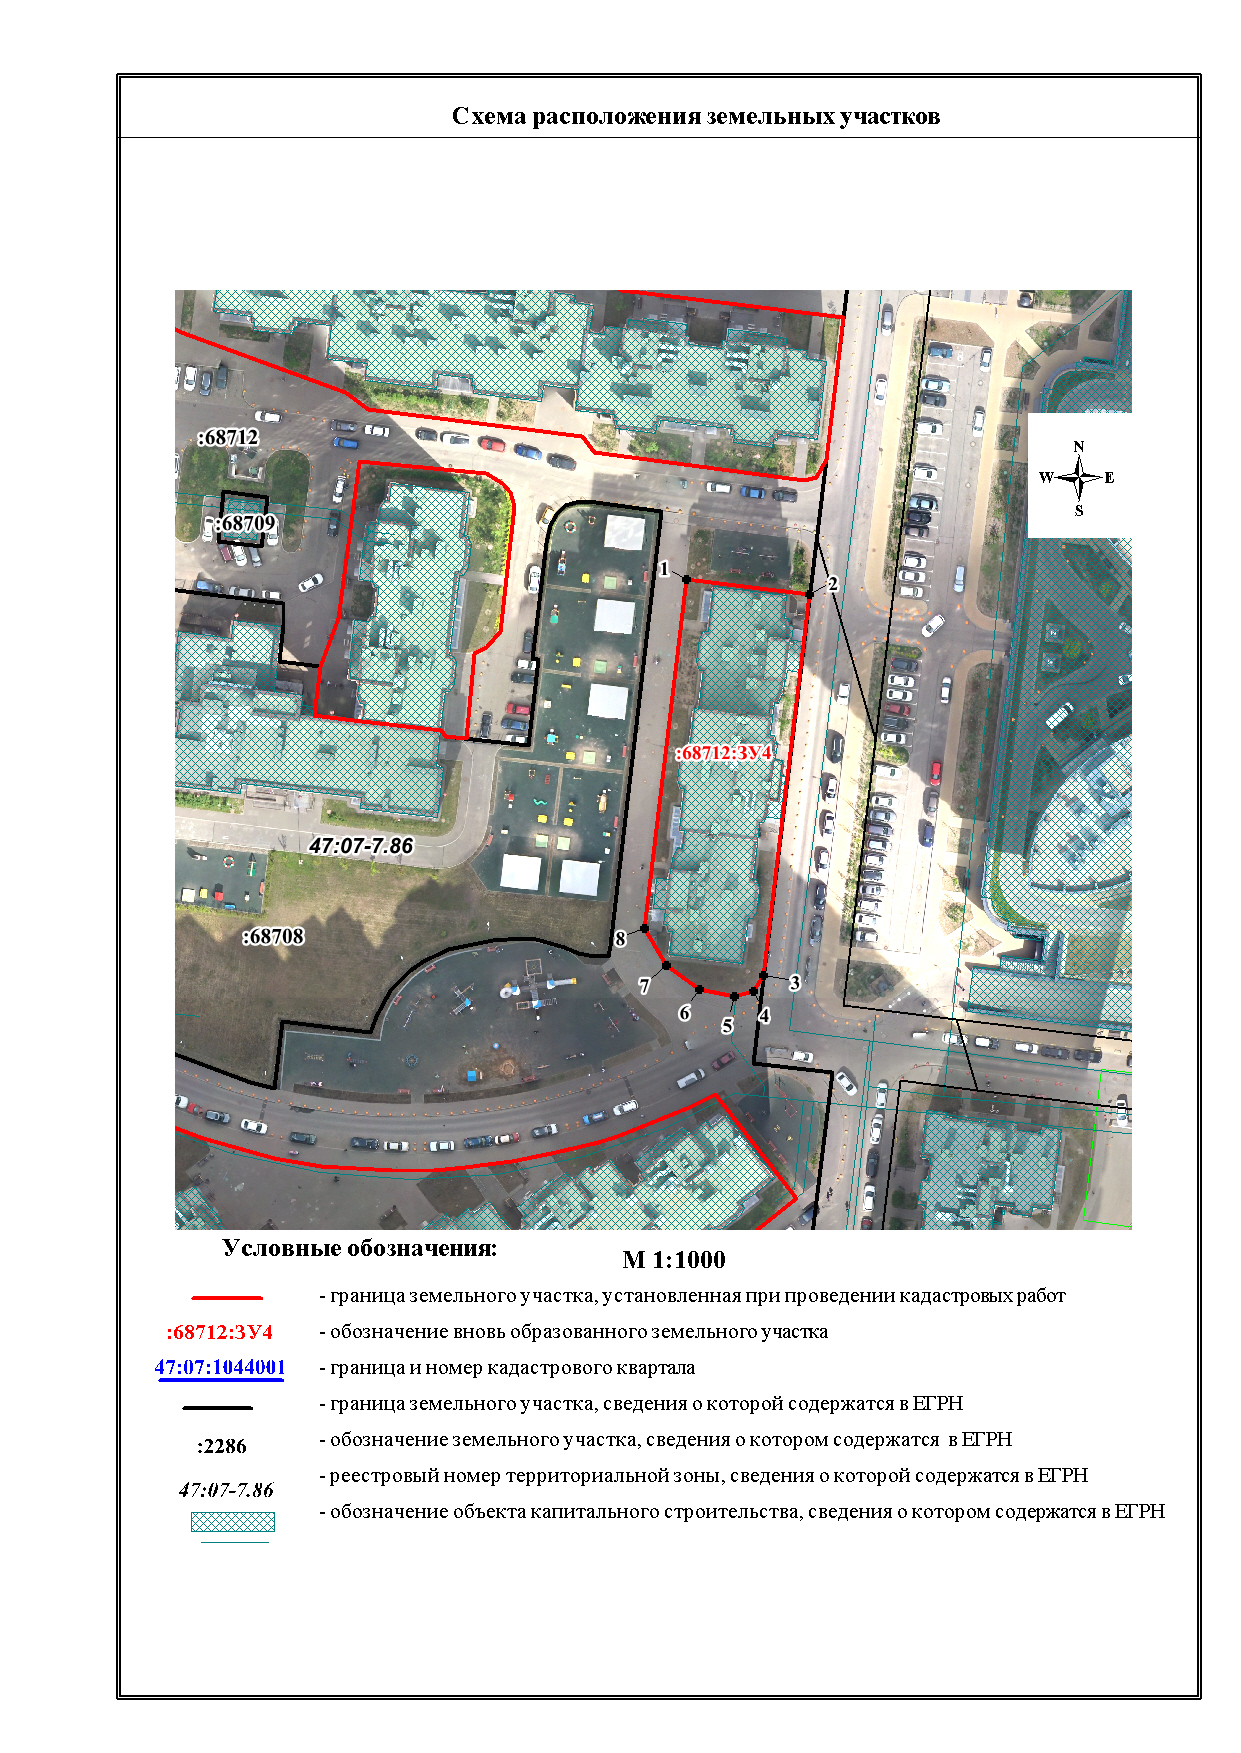 Схема расположения земельных участков
:68712
N
W E
S
:68709
1
2
:68712:ЗУ4
47:07-7.86
:68708
8
7
6
5
4
3
Условные обозначения:
М 1:1000
- граница земельного участка, установленная при проведении кадастровых работ
:68712:ЗУ4 - обозначение вновь образованного земельного участка
47:07:1044001 - граница и номер кадастрового квартала
- граница земельного участка, сведения о которой содержатся в ЕГРН
:2286 - обозначение земельного участка, сведения о котором содержатся в ЕГРН
47:07-7.86 - реестровый номер территориальной зоны, сведения о которой содержатся в ЕГРН
- обозначение объекта капитального строительства, сведения о котором содержатся в ЕГРН